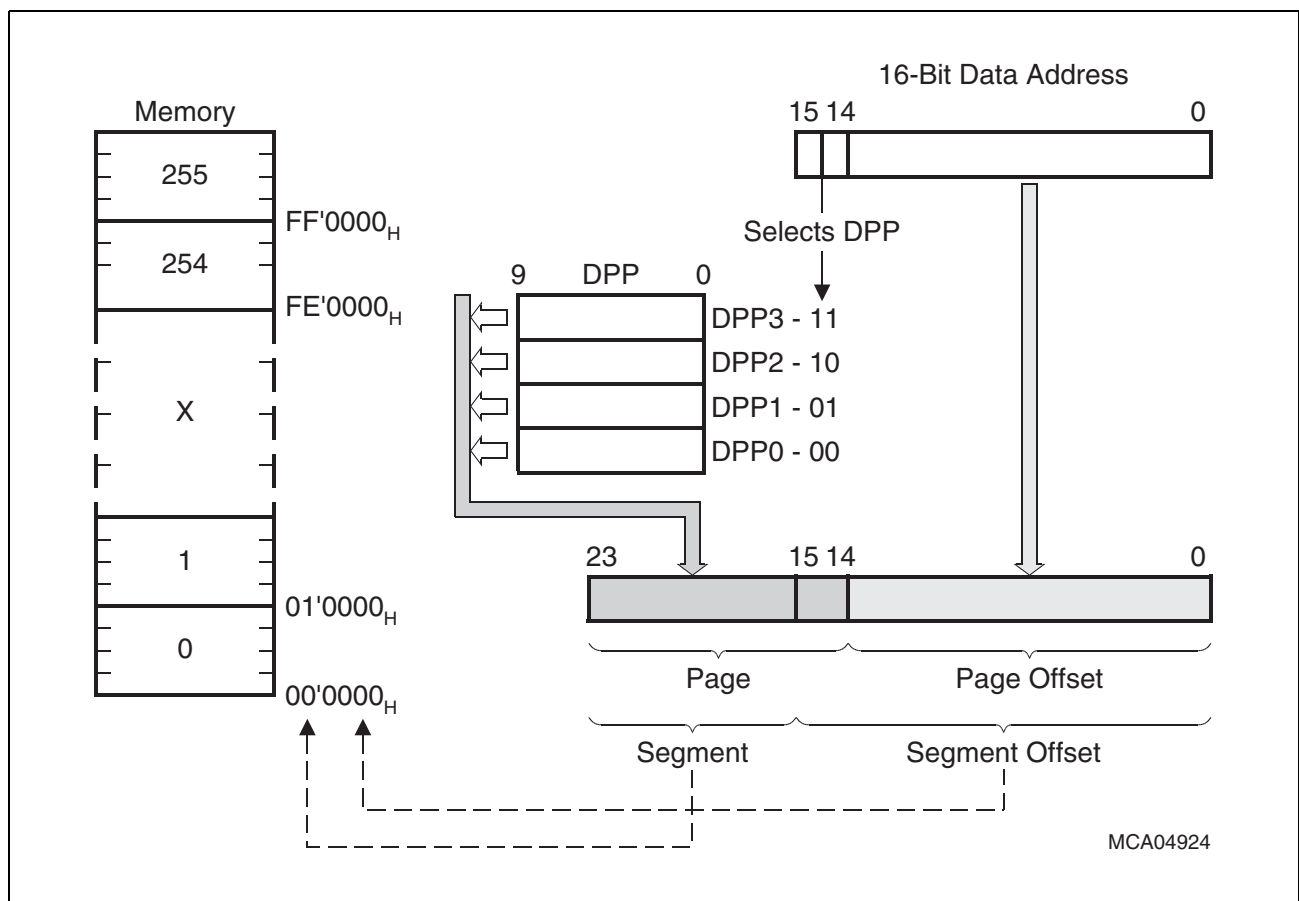 16-Bit Data Address
15 14 0
Memory
255
FF'0000H
254
FE'0000H
X
1
01'0000H
0
00'0000H
Selects DPP
9 DPP 0
DPP3 - 11
DPP2 - 10
DPP1 - 01
DPP0 - 00
23 15 14 0
Page Page Offset
Segment Segment Offset
MCA04924